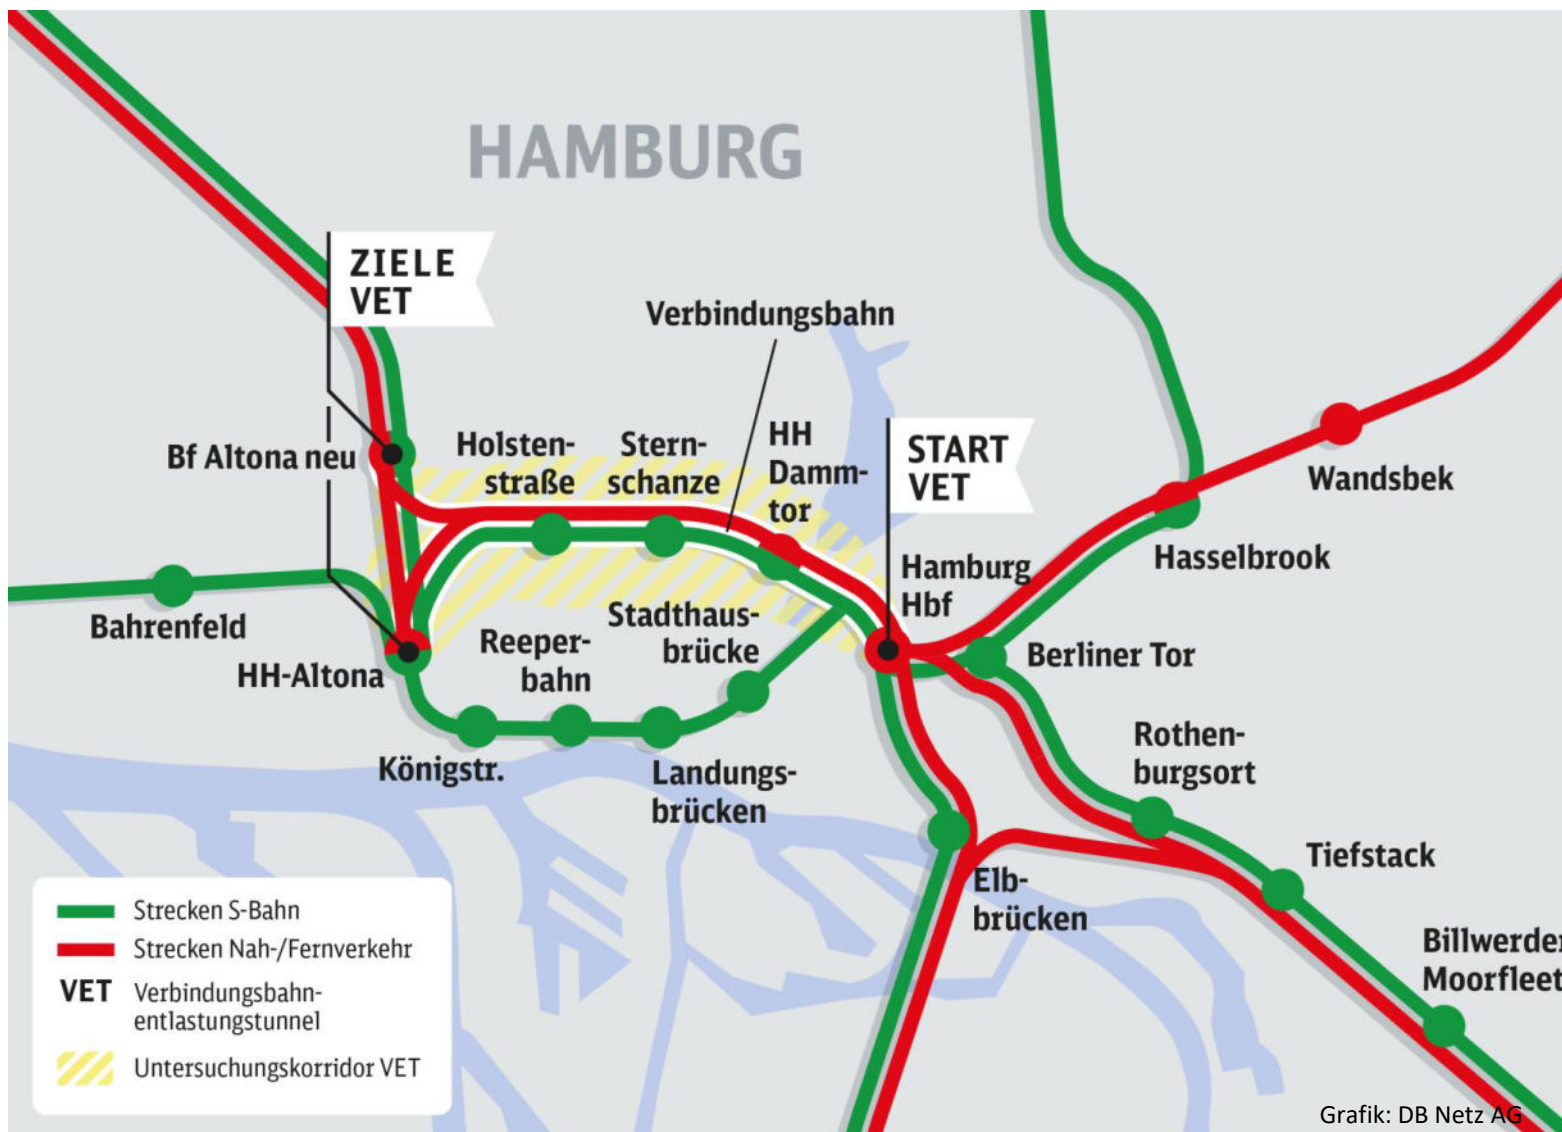 HAMBURG
ZIELE
VET
Verbindungsbahn
START
VET
Bf Altona neu
Holsten-
straße
Stern-
schanze
HH
Damm-
tor
Wandsbek
Hasselbrook
Hamburg
Hbf
Bahrenfeld
HH-Altona
Reeper-
bahn
Stadthaus-
brücke
Berliner Tor
Königstr.
Landungs-
brücken
Rothen-
burgsort
Tiefstack
Elb-
brücken
Billwerder
Moorfleet
Strecken S-Bahn
Strecken Nah-/Fernverkehr
VET Verbindungsbahn-
entlastungstunnel
Untersuchungskorridor VET
Grafik: DB Netz AG